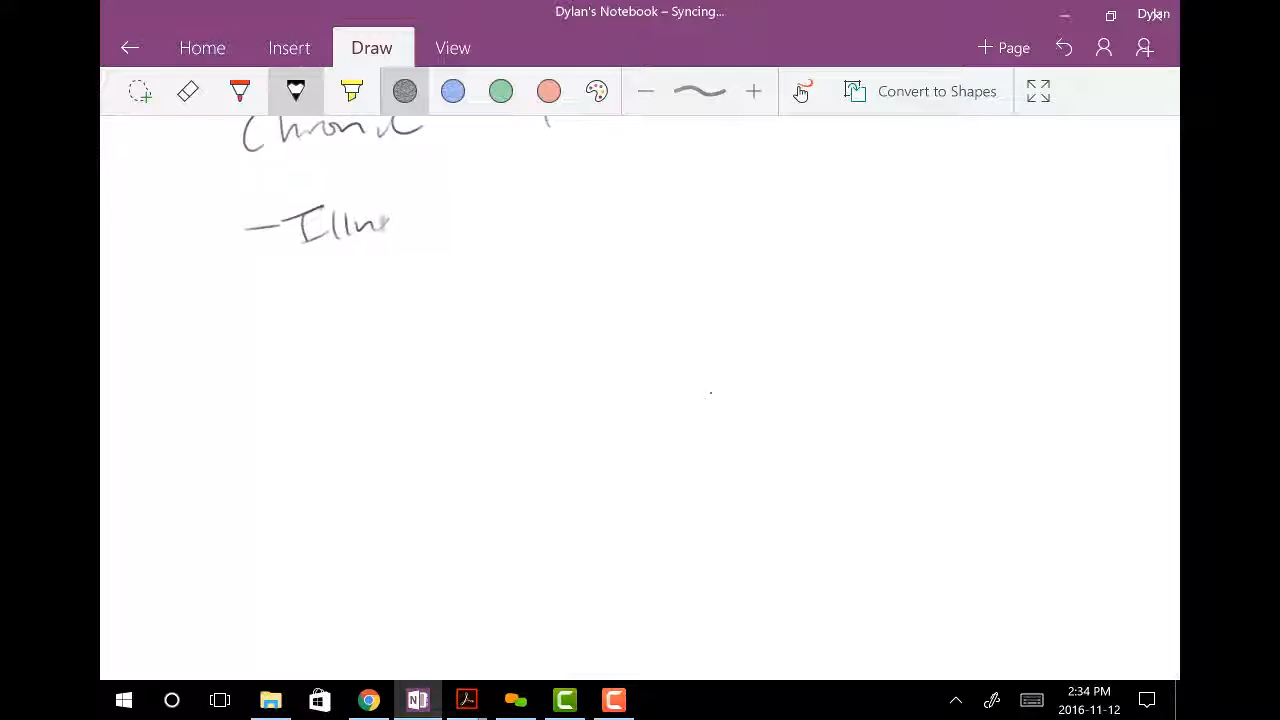 Dylan's Notebook – Syncing...
Dylan
Home Insert Draw View
Page
Convert to Shapes
Chronic
– Illne
2:34 PM
2016-11-12